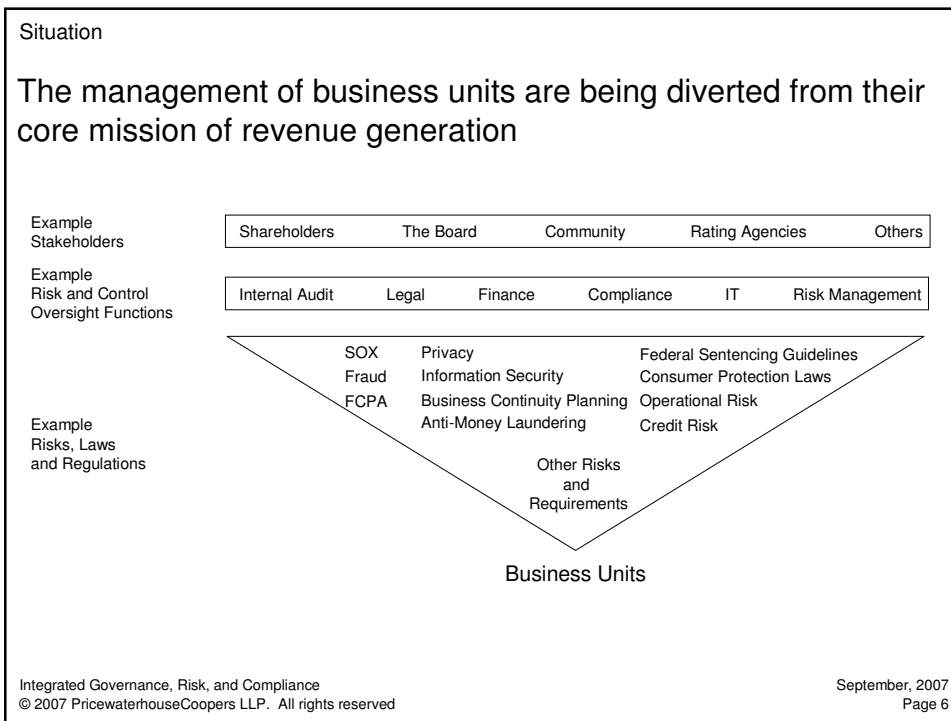 Situation
The management of business units are being diverted from their
core mission of revenue generation
Example
Stakeholders
Shareholders The Board Community Rating Agencies Others
Example
Risk and Control
Oversight Functions
Internal Audit Legal Finance Compliance IT Risk Management
Example
Risks, Laws
and Regulations
SOX Privacy Federal Sentencing Guidelines
Fraud Information Security Consumer Protection Laws
FCPA Business Continuity Planning Operational Risk
Anti-Money Laundering Credit Risk
Other Risks
and
Requirements
Business Units
Integrated Governance, Risk, and Compliance
© 2007 PricewaterhouseCoopers LLP. All rights reserved
September, 2007
Page 6